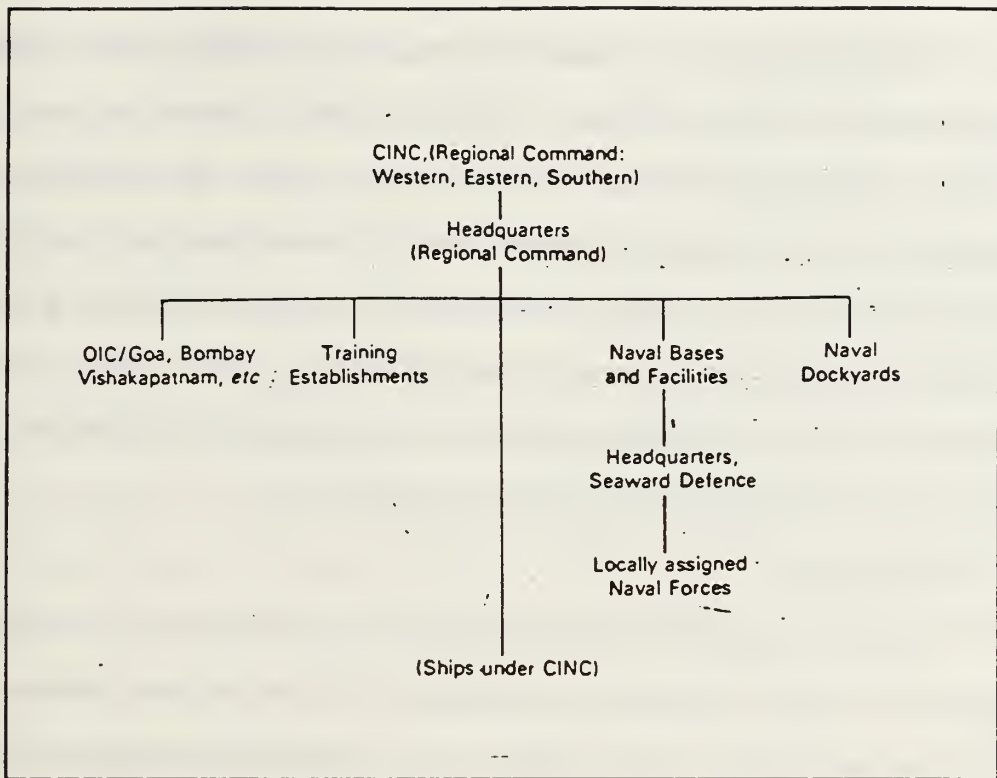 CINC,(Regional Command:
Western, Eastern, Southern)
Headquarters
(Regional Command)
OIC/Goa, Bombay
Vishakapatnam, etc
Training
Establishments
Naval Bases
and Facilities
Naval
Dockyards
Headquarters,
Seaward Defence
Locally assigned
Naval Forces
(Ships under CINC)